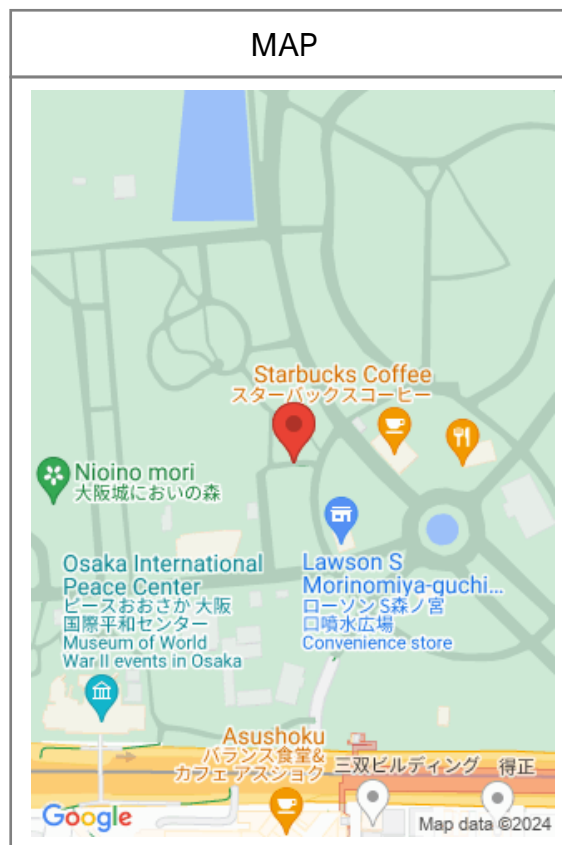 MAP
Starbucks Coffee
スターバックスコーヒー
Nioino mori
大阪城においの森
Osaka International
Peace Center
ピースおおさか 大阪
国際平和センター
Museum of World
War II events in Osaka
Lawson S
Morinomiya-guchi...
ローソン S森ノ宮
口噴水広場
Convenience store
Asushoku
バランス食堂&
カフェ アスショク
三双ビルディング
得正
Google
Map data ©2024